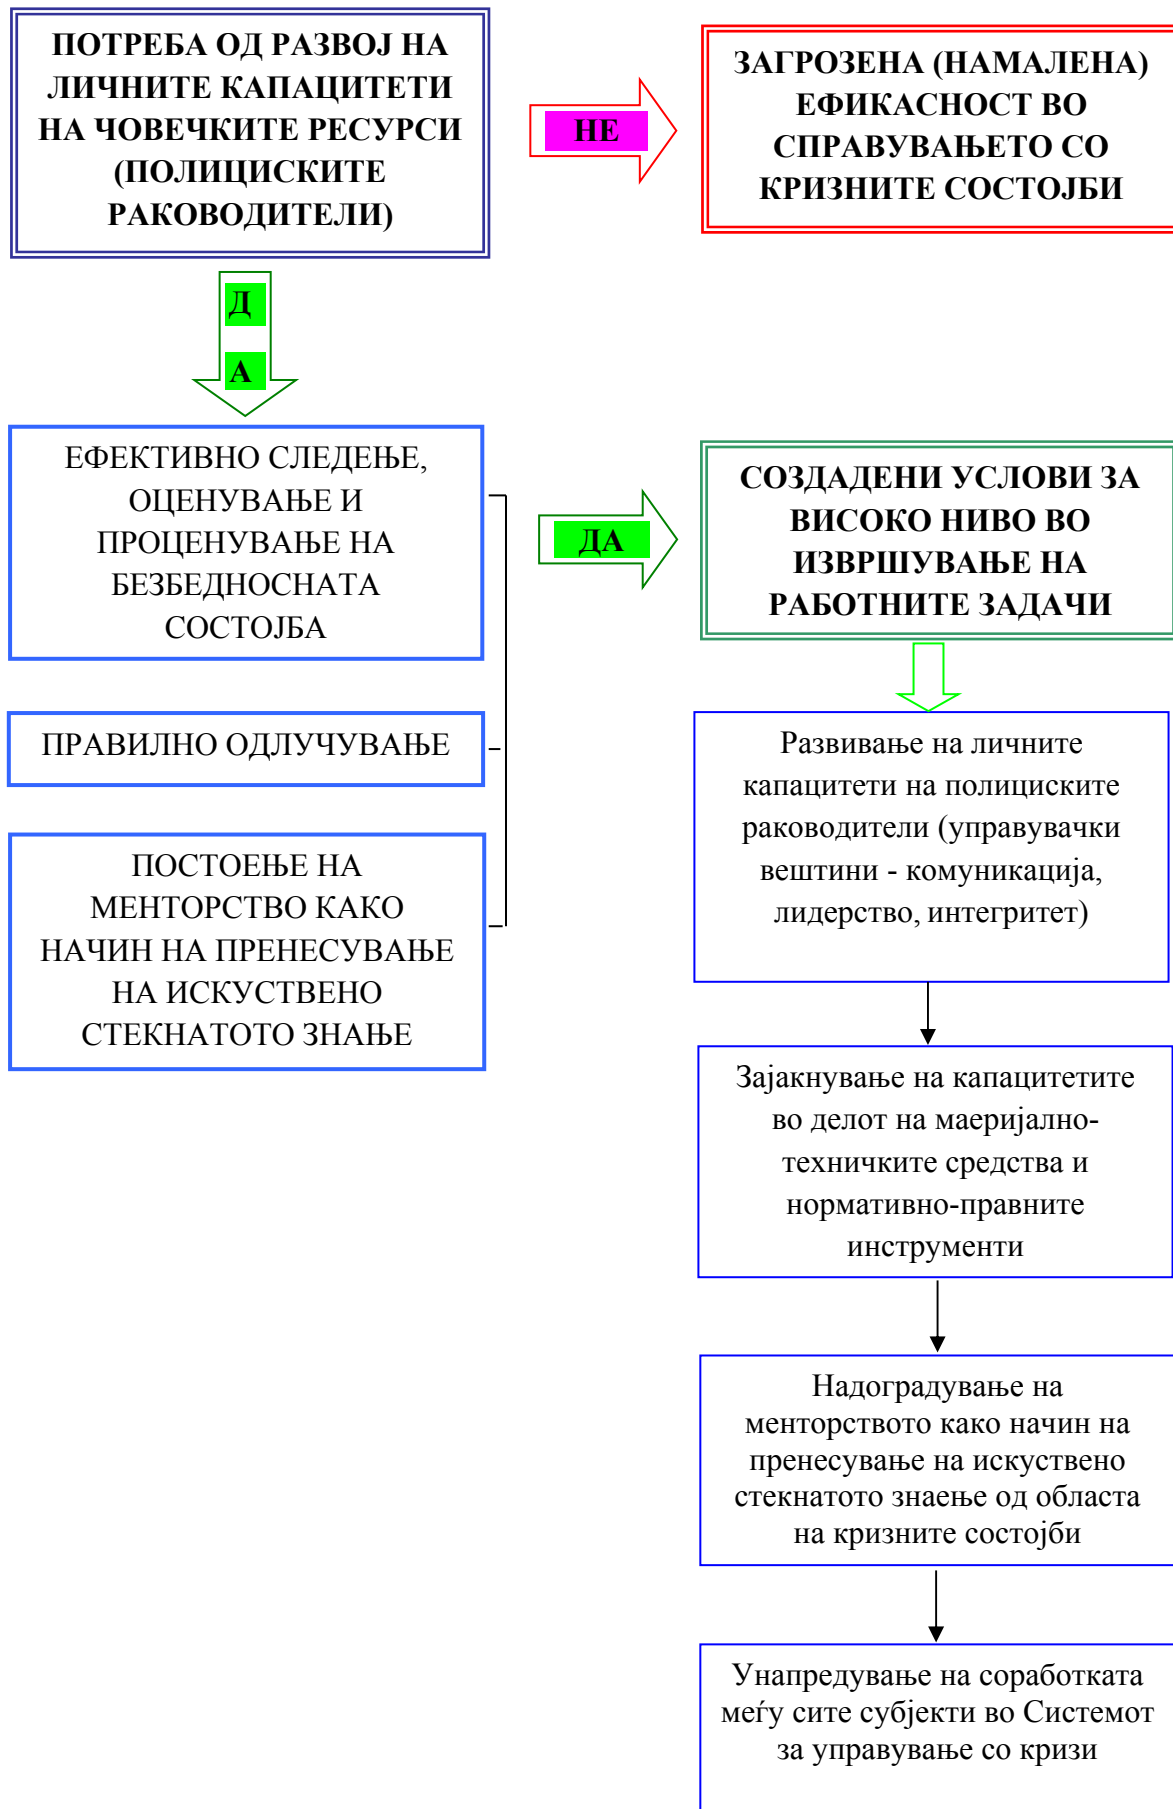 ПОТРЕБА ОД РАЗВОЈ НА
ЛИЧНИТЕ КАПАЦИТЕТИ
НА ЧОВЕЧКИТЕ РЕСУРСИ
(ПОЛИЦИСКИТЕ
РАКОВОДИТЕЛИ)
НЕ
ЗАГРОЗЕНА (НАМАЛЕНА)
ЕФИКАСНОСТ ВО
СПРАВУВАЊЕТО СО
КРИЗНИТЕ СОСТОЈБИ
Д
А
ЕФЕКТИВНО СЛЕДЕЊЕ,
ОЦЕНУВАЊЕ И
ПРОЦЕНУВАЊЕ НА
БЕЗБЕДНОСНАТА
СОСТОЈБА
ПРАВИЛНО ОДЛУЧУВАЊЕ
ПОСТОЕЊЕ НА
МЕНТОРСТВО КАКО
НАЧИН НА ПРЕНЕСУВАЊЕ
НА ИСКУСТВЕНО
СТЕКНАТОТО ЗНАЊЕ
ДА
СОЗДАДЕНИ УСЛОВИ ЗА
ВИСОКО НИВО ВО
ИЗВРШУВАЊЕ НА
РАБОТНИТЕ ЗАДАЧИ
Развивање на личните
капацитети на полициските
раководители (управувачки
вештини - комуникација,
лидерство, интегритет)
Зајакнување на капацитетите
во делот на маеријално-
техничките средства и
нормативно-правните
инструменти
Надоградување на
менторството како начин на
пренесување на искуствено
стекнатото знаење од областа
на кризните состојби
Унапредување на соработката
меѓу сите субјекти во Системот
за управување со кризи